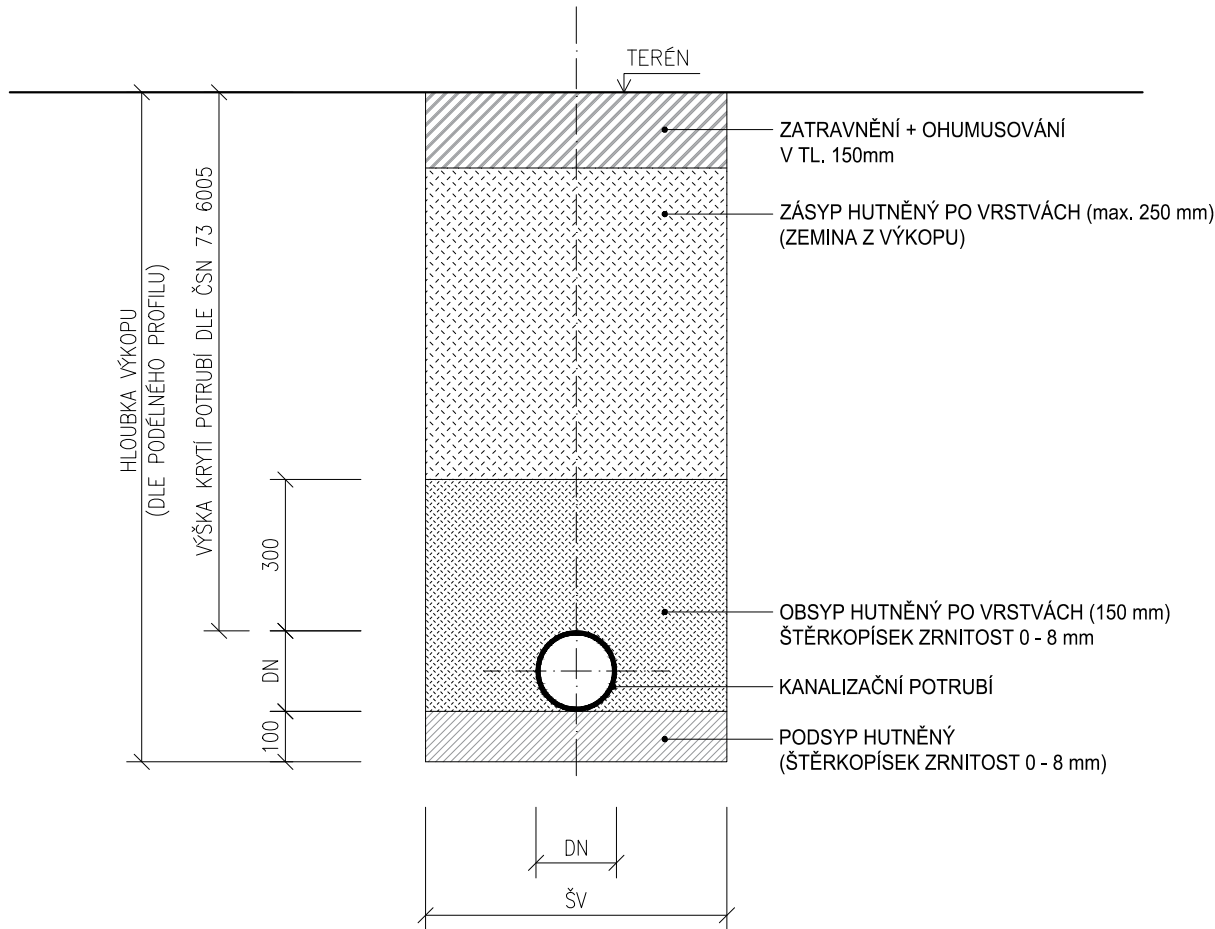 TERÉN
ZATRAVNĚNÍ + OHUMUSOVÁNÍ
V TL. 150mm
ZÁSYP HUTNĚNÝ PO VRSTVÁCH (max. 250 mm)
(ZEMINA Z VÝKOPU)
HLOUBKA VÝKOPU
(DLE PODÉLNÉHO PROFILU)
VÝŠKA KRYTÍ POTRUBÍ DLE ČSN 73 6005
300
DN
100
OBSYP HUTNĚNÝ PO VRSTVÁCH (150 mm)
ŠTĚRKOPÍSEK ZRNITOST 0 - 8 mm
KANALIZAČNÍ POTRUBÍ
PODSYP HUTNĚNÝ
(ŠTĚRKOPÍSEK ZRNITOST 0 - 8 mm)
DN
ŠV